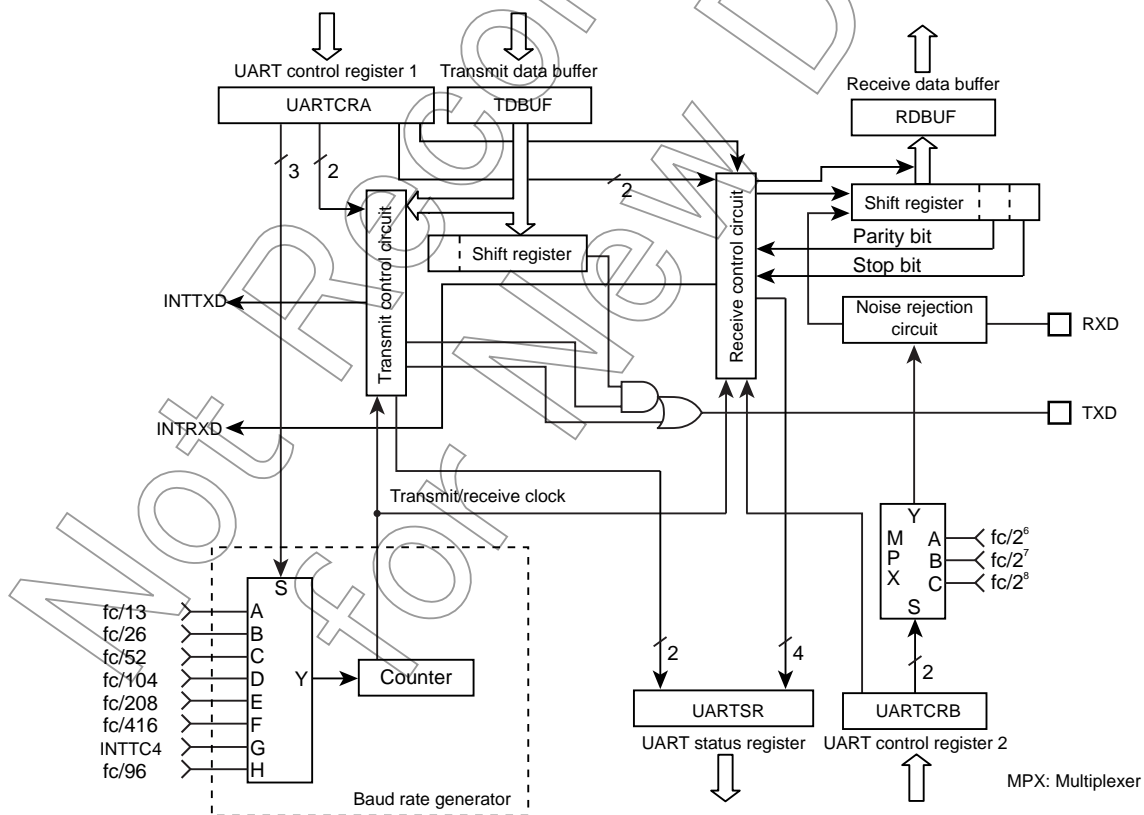 UART control register 1
Transmit data buffer
Receive data buffer
UARTCRA
TDBUF
RDBUF
3
2
2
Transmit control circuit
Receive control circuit
Shift register
Shift register
Parity bit
Stop bit
INTTXD
Noise rejection
circuit
RXD
TXD
INTRXD
Transmit/receive clock
Y
M
P
X
A
B
C
S
fc/2⁶
fc/2⁷
fc/2⁸
S
fc/13
A
fc/26
B
fc/52
C
fc/104
D
fc/208
E
fc/416
F
INTTC4
G
fc/96
H
Y
Counter
2
4
2
UARTSR
UARTCRB
UART status register
UART control register 2
Baud rate generator
MPX: Multiplexer
Not Recom
for New D